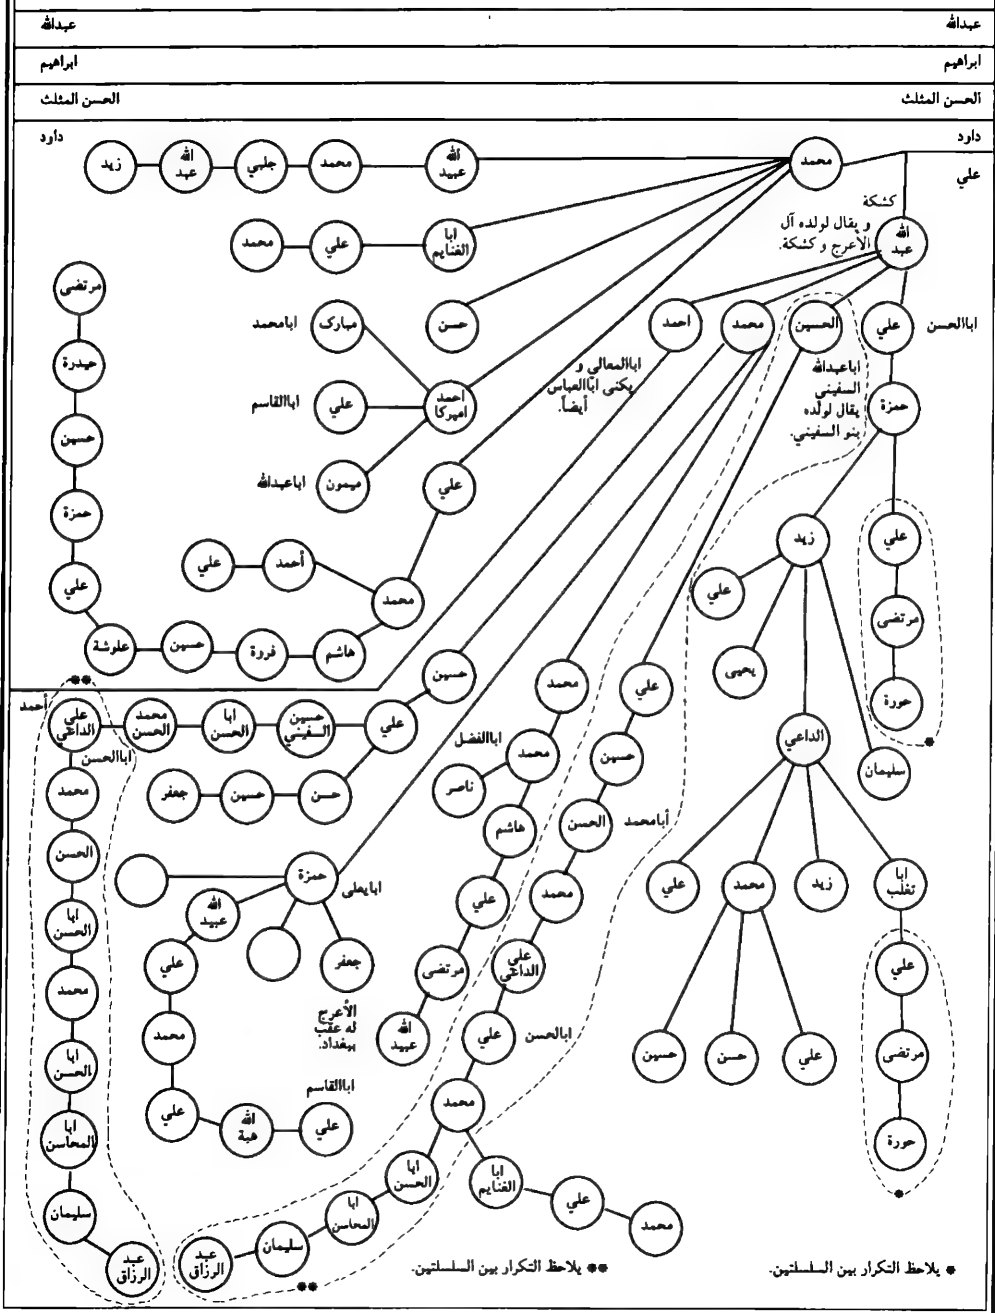 عبدالله
عبدالله
ابراهيم
ابراهيم
الحسن المثلث
الحسن المثلث
داود
داود
محمد
الله
عبيد
محمد
جلبي
الله
عبد
زيد
علي
كشكة
و يقال لولده آل
الأعرج و كشكة.
الله
عبد
ابا
الغنايم
علي
محمد
مرتضى
اباالحسن
علي
الحسين
محمد
احمد
حسن
مبارك
ابامحمد
حيدرة
اباعبدالله
السفيني
يقال لولده
بنو السفيني.
اباالمعالي و
يكنى اباالعباس
أيضاً.
حمزة
احمد
اميركا
علي
اباالقاسم
حسين
علي
ميمون
اباعبدالله
حمزة
علي
زيد
أحمد
علي
علي
علي
محمد
مرتضى
هاشم
فروة
حسين
علوشة
يحيى
حورة
*
حسين
علي
محمد
**
أحمد
علي
حسين
السفيني
ابا
الحسن
محمد
الحسن
علي
الداعي
اباالحسن
الداعي
سليمان
حسين
محمد
اباالفضل
ناصر
حسن
حسين
جعفر
محمد
أبامحمد
الحسن
هاشم
الحسن
ابا
تغلب
زيد
محمد
علي
محمد
علي
حمزة
ابايعلى
الله
عبيد
ابا
الحسن
علي
علي
الداعي
مرتضى
جعفر
علي
محمد
الأعرج
له عقب
ببغداد.
مرتضى
علي
حسن
حسين
اباالحسن
علي
الله
عبيد
محمد
ابا
الحسن
حورة
*
محمد
اباالقاسم
علي
الله
هبة
علي
ابا
المحاسن
ابا
الغنايم
علي
محمد
ابا
الحسن
ابا
المحاسن
سليمان
عبد
الرزاق
**
سليمان
عبد
الرزاق
* يلاحظ التكرار بين السلسلتين.
** يلاحظ التكرار بين السلسلتين.